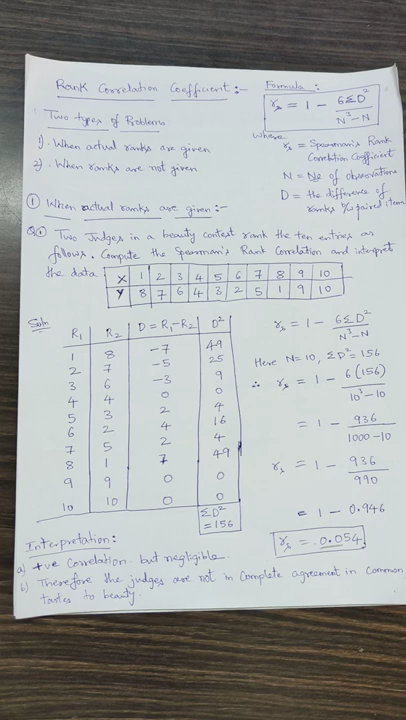 Rank Correlation Coefficient :-
Formula :
rₛ = 1 - 6ΣD² / N³-N
Two types of Problems
1). When actual ranks are given
2). When ranks are not given
where
rₛ = Spearman's Rank
Correlation Coefficient
N = No of observations
D = the difference of
ranks b/w paired items
① When actual ranks are given :-
Q① Two Judges in a beauty contest rank the ten entries as
follows. Compute the Spearman's Rank Correlation and interpret
the data
X 1 2 3 4 5 6 7 8 9 10
Y 8 7 6 4 3 2 5 1 9 10
Soln
R₁ R₂ D = R₁-R₂ D²
1 8 -7 49
2 7 -5 25
3 6 -3 9
4 4 0 0
5 3 2 4
6 2 4 16
7 5 2 4
8 1 7 49
9 9 0 0
10 10 0 0
ΣD²
= 156
rₛ = 1 - 6ΣD² / N³-N
Here N=10, ΣD²=156
∴ rₛ = 1 - 6(156) / 10³-10
= 1 - 936 / 1000-10
rₛ = 1 - 936 / 990
= 1 - 0.946
rₛ = 0.054
Interpretation:
a) +ve Correlation but negligible.
b) Therefore the judges are not in Complete agreement in Common
tastes to beauty.